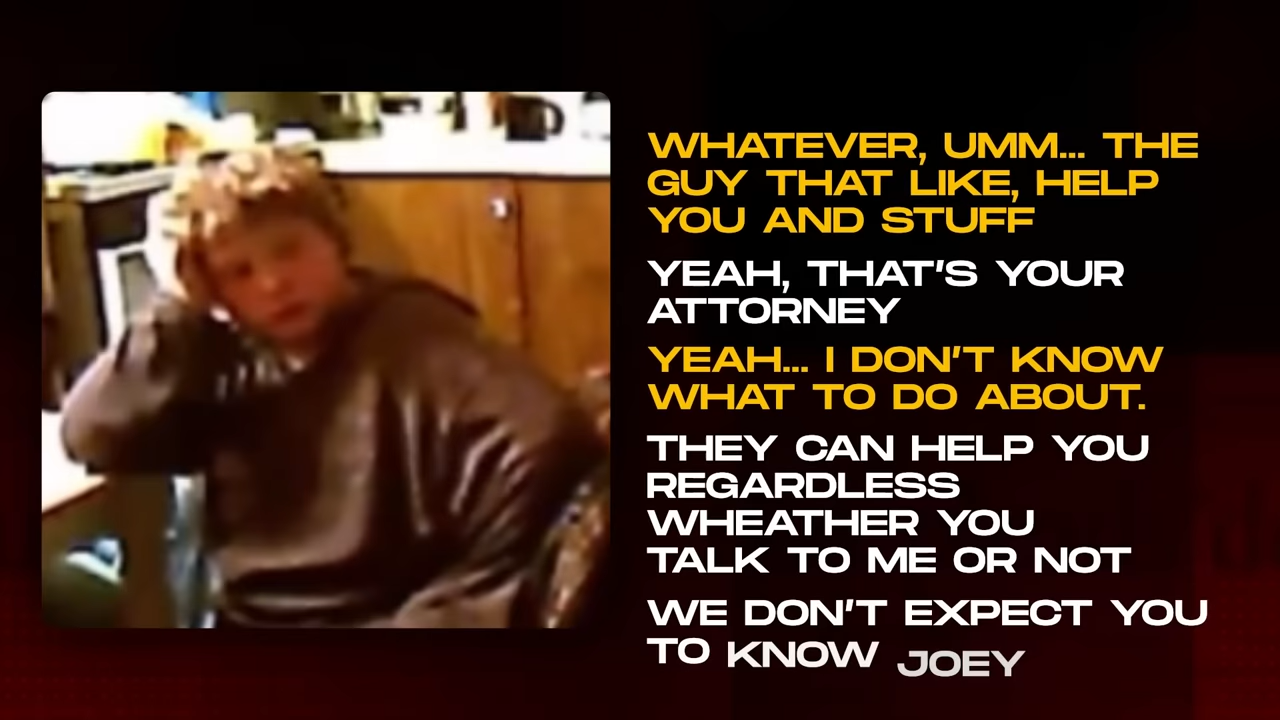 WHATEVER, UMM... THE
GUY THAT LIKE, HELP
YOU AND STUFF
YEAH, THAT'S YOUR
ATTORNEY
YEAH... I DON'T KNOW
WHAT TO DO ABOUT.
THEY CAN HELP YOU
REGARDLESS
WHEATHER YOU
TALK TO ME OR NOT
WE DON'T EXPECT YOU
TO KNOW JOEY